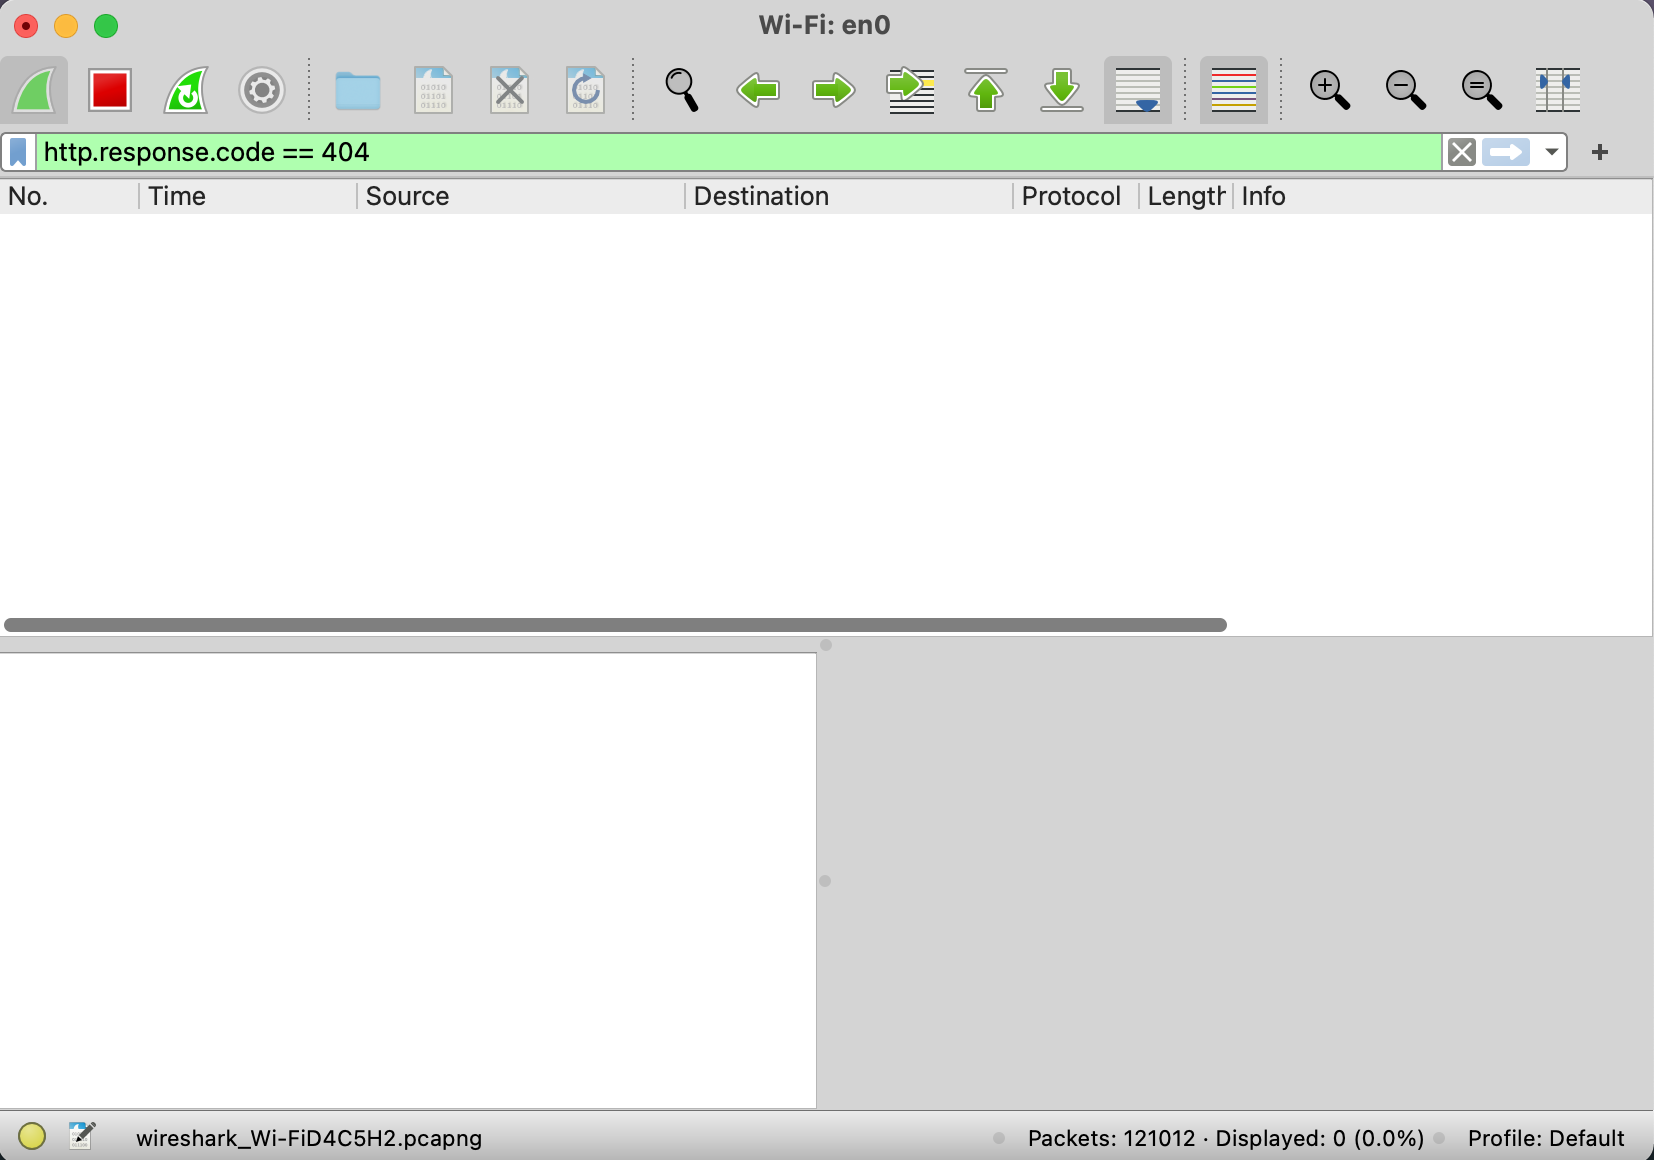 Wi-Fi: en0
http.response.code == 404
+
No. Time Source Destination Protocol Length Info
wireshark_Wi-FiD4C5H2.pcapng Packets: 121012 · Displayed: 0 (0.0%) Profile: Default